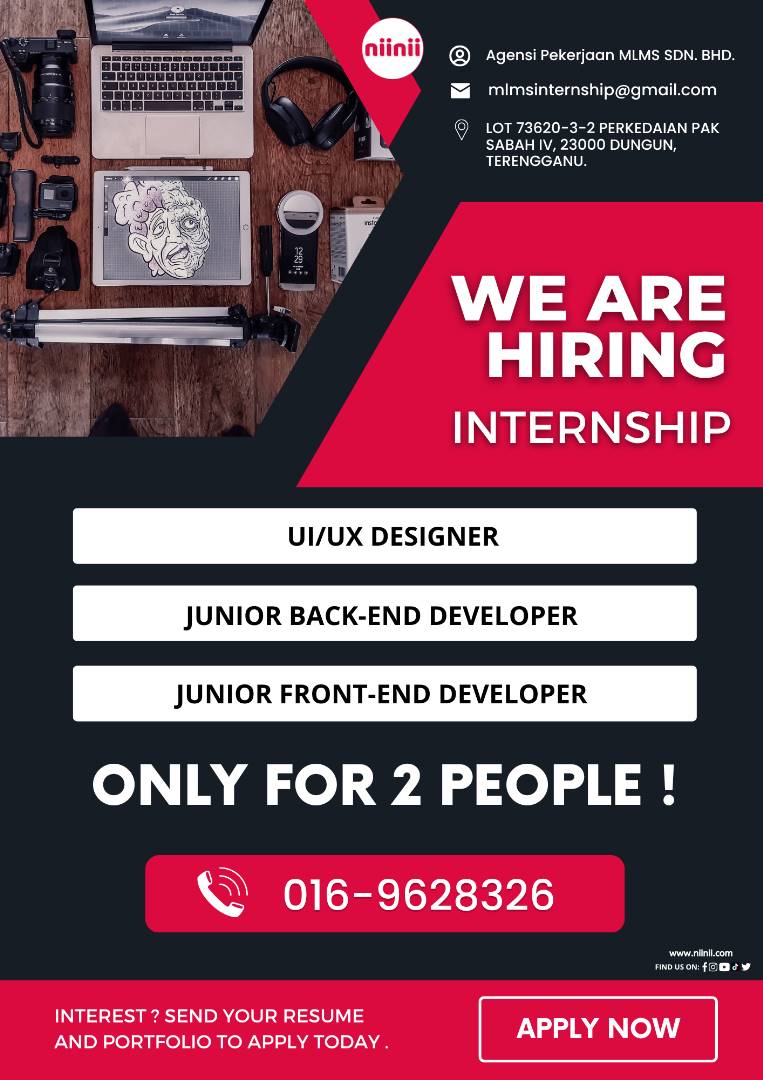 niinii
Agensi Pekerjaan MLMS SDN. BHD.
mlmsinternship@gmail.com
LOT 73620-3-2 PERKEDAIAN PAK
SABAH IV, 23000 DUNGUN,
TERENGGANU.
WE ARE
HIRING
INTERNSHIP
UI/UX DESIGNER
JUNIOR BACK-END DEVELOPER
JUNIOR FRONT-END DEVELOPER
ONLY FOR 2 PEOPLE !
016-9628326
www.niinii.com
FIND US ON:
INTEREST ? SEND YOUR RESUME
AND PORTFOLIO TO APPLY TODAY .
APPLY NOW